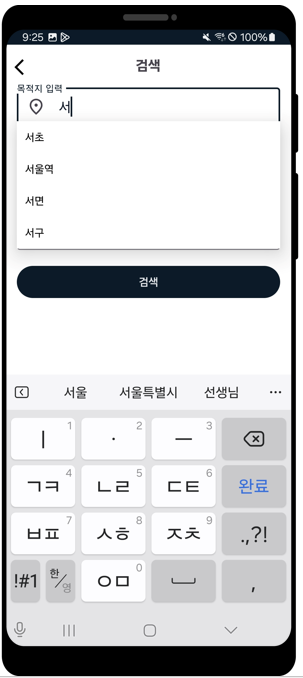 9:25 100%
검색
목적지 입력
서
서초
서울역
서면
서구
검색
서울 서울특별시 선생님 ...
ㅣ 1 · 2 ㅡ 3
ㄱㅋ 4 ㄴㄹ 5 ㄷㅌ 6 완료
ㅂㅍ 7 ㅅㅎ 8 ㅈㅊ 9 .,?!
!#1 한/영 ㅇㅁ 0 ,